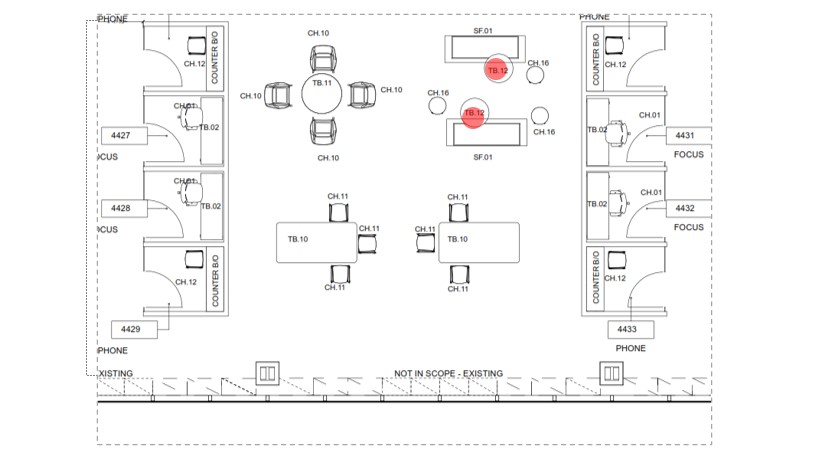 PHONE
PHONE
CH.10
SF.01
COUNTER B/O
CH.12
CH.16
COUNTER B/O
CH.12
TB.12
TB.11
CH.10
CH.10
CH.16
CH.01
TB.12
CH.01
4427
TB.02
TB.02
CH.16
4431
CH.10
SF.01
FOCUS
CH.01
CH.11
CH.11
CH.01
4428
TB.02
TB.02
4432
CH.11
CH.11
FOCUS
TB.10
TB.10
COUNTER B/O
CH.12
COUNTER B/O
CH.12
CH.11
CH.11
4429
4433
PHONE
PHONE
XISTING
NOT IN SCOPE - EXISTING